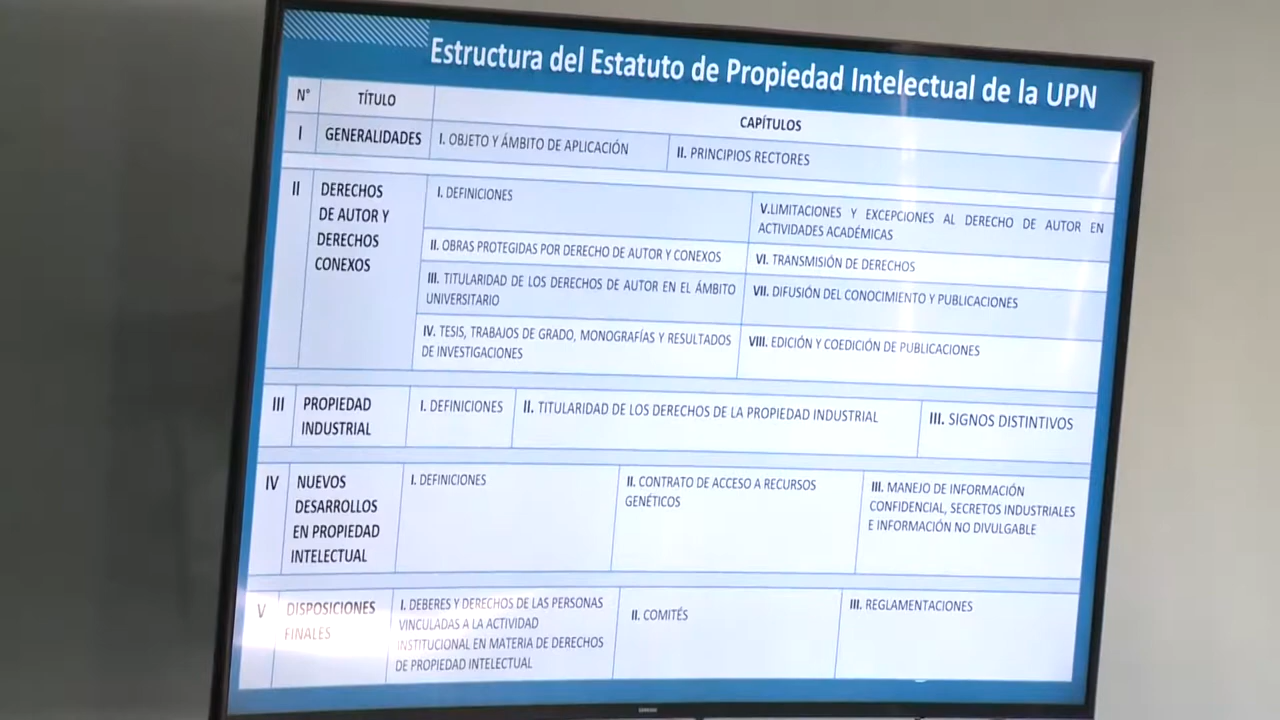 Estructura del Estatuto de Propiedad Intelectual de la UPN
N° TÍTULO CAPÍTULOS
I GENERALIDADES I. OBJETO Y ÁMBITO DE APLICACIÓN II. PRINCIPIOS RECTORES
II DERECHOS
DE AUTOR Y
DERECHOS
CONEXOS
I. DEFINICIONES
V.LIMITACIONES Y EXCEPCIONES AL DERECHO DE AUTOR EN
ACTIVIDADES ACADÉMICAS
II. OBRAS PROTEGIDAS POR DERECHO DE AUTOR Y CONEXOS
VI. TRANSMISIÓN DE DERECHOS
III. TITULARIDAD DE LOS DERECHOS DE AUTOR EN EL ÁMBITO
UNIVERSITARIO
VII. DIFUSIÓN DEL CONOCIMIENTO Y PUBLICACIONES
IV. TESIS, TRABAJOS DE GRADO, MONOGRAFÍAS Y RESULTADOS
DE INVESTIGACIONES
VIII. EDICIÓN Y COEDICIÓN DE PUBLICACIONES
III PROPIEDAD
INDUSTRIAL
I. DEFINICIONES
II. TITULARIDAD DE LOS DERECHOS DE LA PROPIEDAD INDUSTRIAL
III. SIGNOS DISTINTIVOS
IV NUEVOS
DESARROLLOS
EN PROPIEDAD
INTELECTUAL
I. DEFINICIONES
II. CONTRATO DE ACCESO A RECURSOS
GENÉTICOS
III. MANEJO DE INFORMACIÓN
CONFIDENCIAL, SECRETOS INDUSTRIALES
E INFORMACIÓN NO DIVULGABLE
V DISPOSICIONES
FINALES
I. DEBERES Y DERECHOS DE LAS PERSONAS
VINCULADAS A LA ACTIVIDAD
INSTITUCIONAL EN MATERIA DE DERECHOS
DE PROPIEDAD INTELECTUAL
II. COMITÉS
III. REGLAMENTACIONES
SAMSUNG